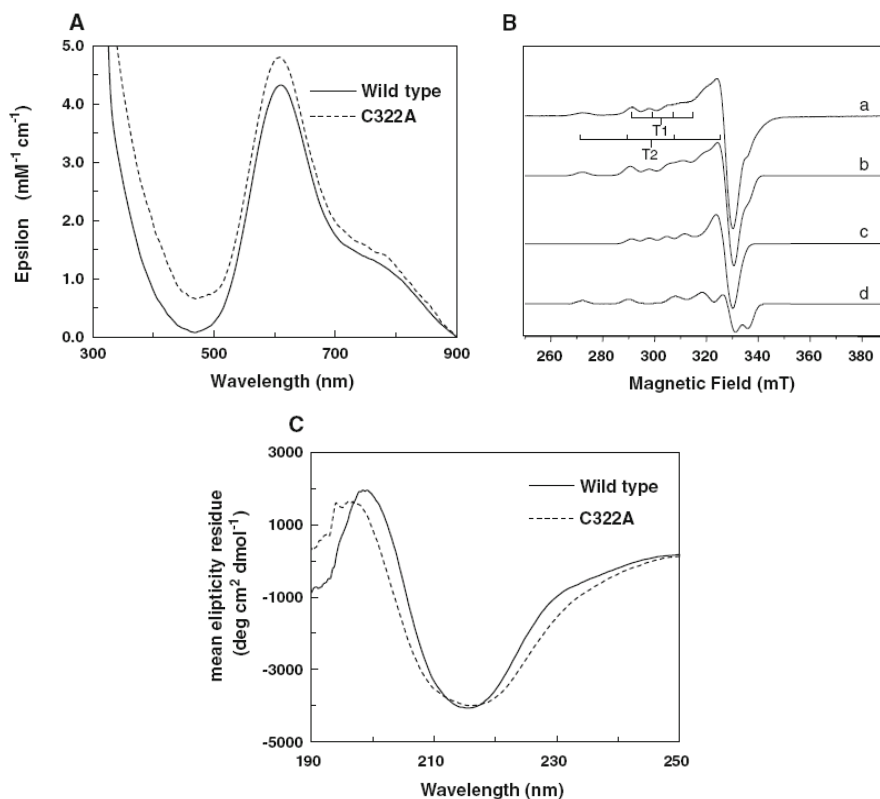 A
5.0
4.0
3.0
2.0
1.0
0.0
Epsilon (mM-1 cm-1)
Wild type
C322A
300 500 700 900
Wavelength (nm)
B
a
T1
T2
b
c
d
260 280 300 320 340 360 380
Magnetic Field (mT)
C
3000
1000
-1000
-3000
-5000
mean elipticity residue
(deg cm2 dmol-1)
Wild type
C322A
190 210 230 250
Wavelength (nm)